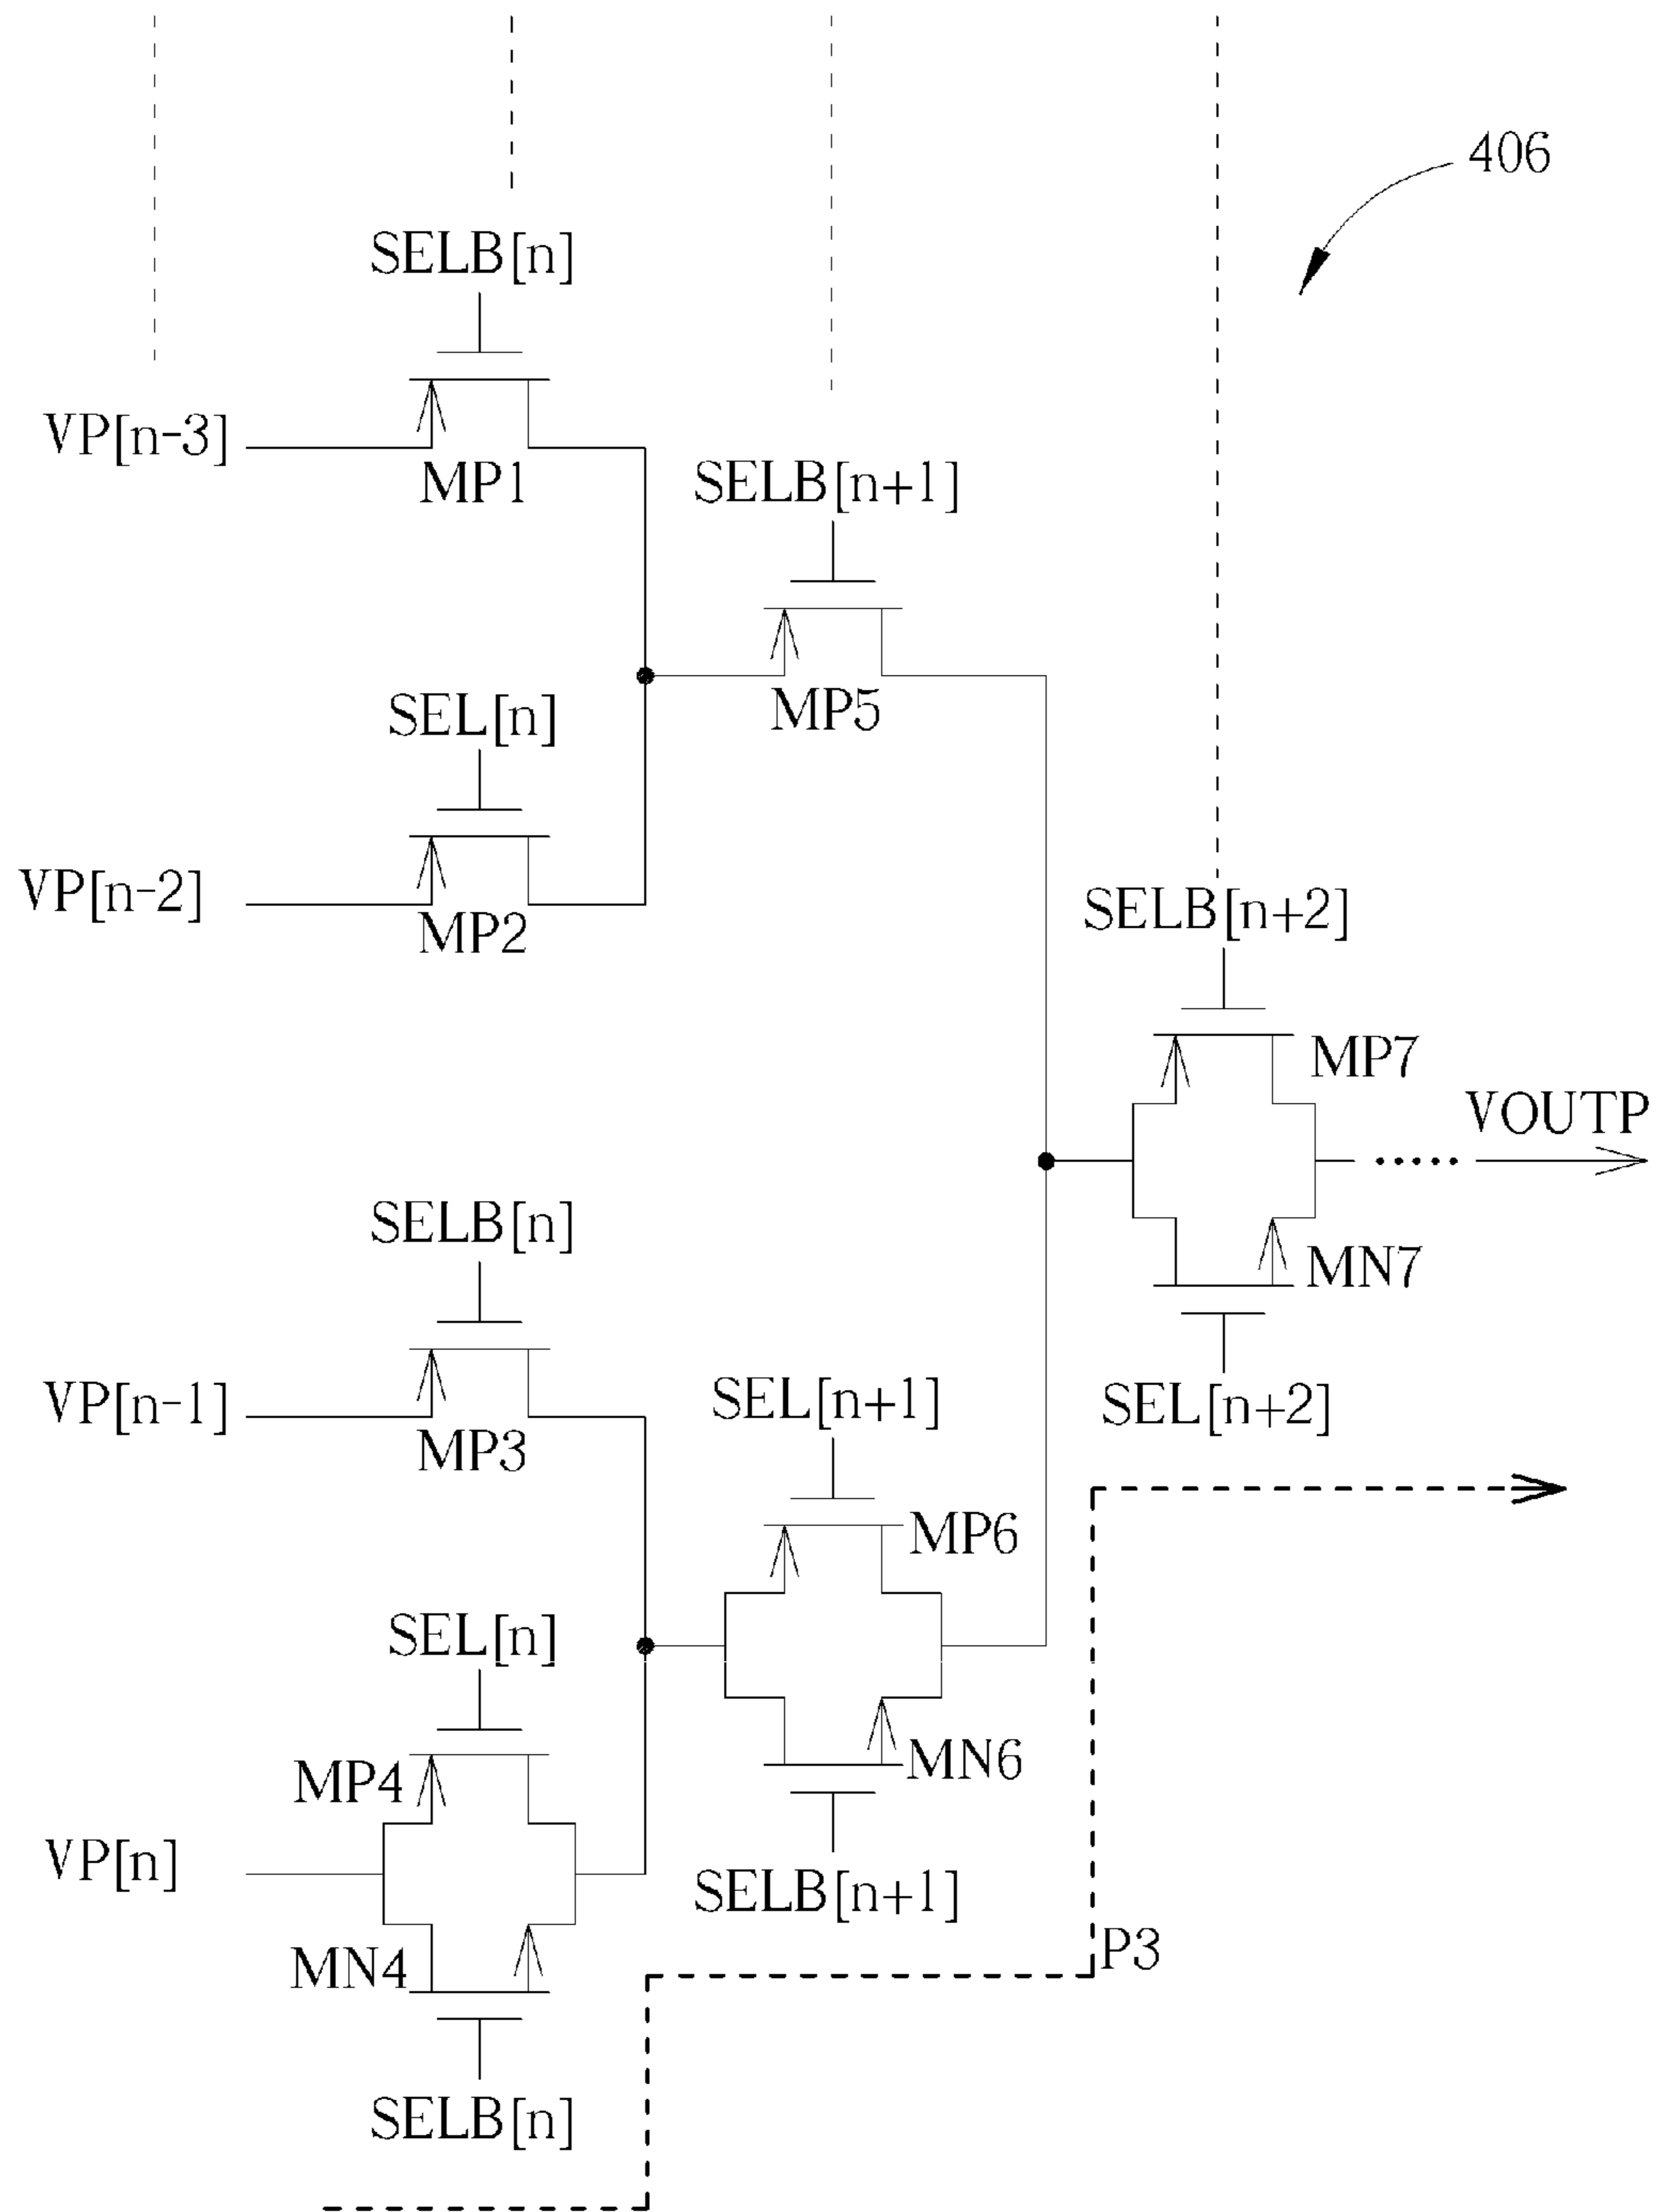 406
SELB[n]
VP[n-3]
MP1
SELB[n+1]
MP5
SEL[n]
VP[n-2]
MP2
SELB[n+2]
MP7
VOUTP
MN7
SEL[n+2]
SELB[n]
VP[n-1]
MP3
SEL[n+1]
MP6
MN6
SELB[n+1]
SEL[n]
MP4
VP[n]
MN4
SELB[n]
P3